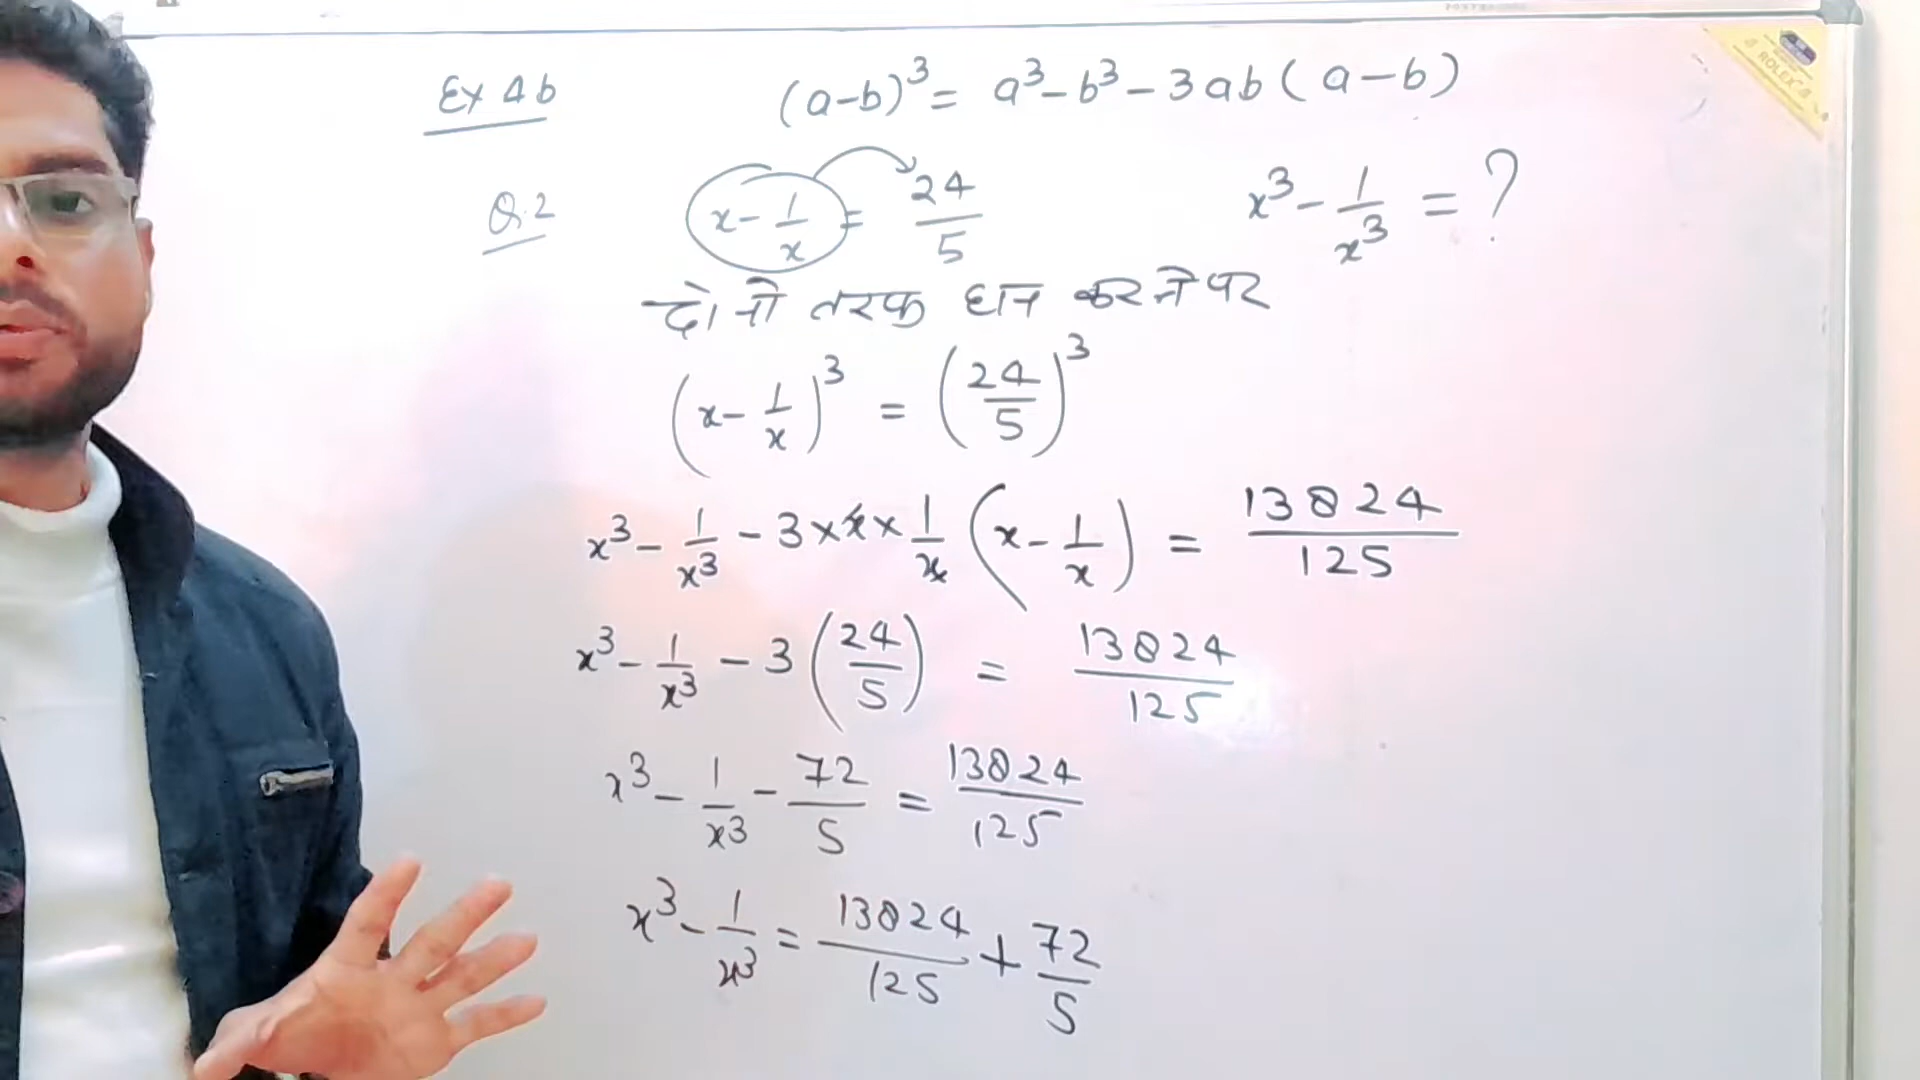 Ex 4b
(a-b)³ = a³-b³-3ab(a-b)
Q.2
x - 1/x = 24/5
x³ - 1/x³ = ?
दोनो तरफ घान करने पर
(x - 1/x)³ = (24/5)³
x³ - 1/x³ - 3 × x × 1/x (x - 1/x) = 13824/125
x³ - 1/x³ - 3(24/5) = 13824/125
x³ - 1/x³ - 72/5 = 13824/125
x³ - 1/x³ = 13824/125 + 72/5
ROLEX